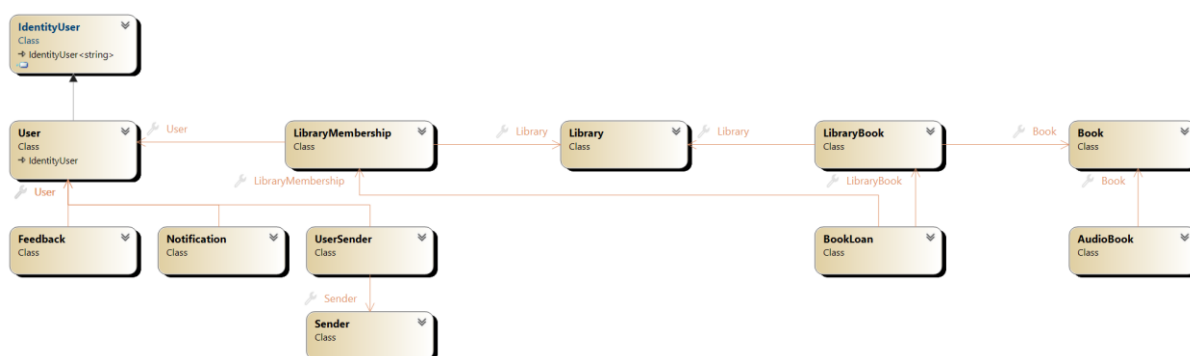 IdentityUser
Class
IdentityUser<string>
User
Class
IdentityUser
User
LibraryMembership
Class
Library
Library
Class
Library
LibraryBook
Class
Book
Book
Class
User
LibraryMembership
LibraryBook
Book
Feedback
Class
Notification
Class
UserSender
Class
BookLoan
Class
AudioBook
Class
Sender
Sender
Class